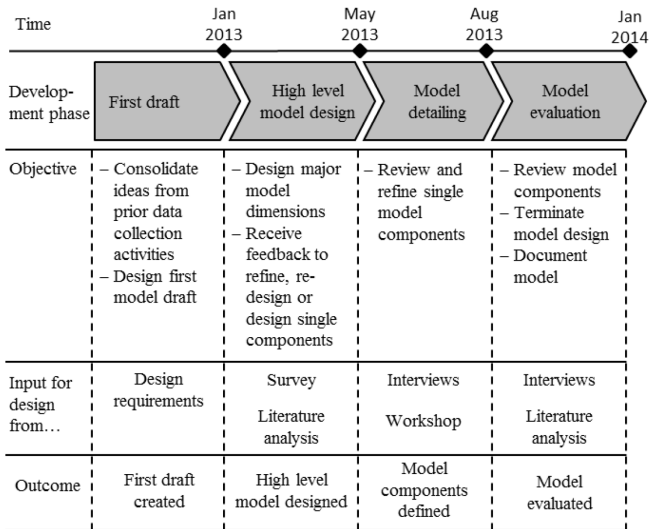 Time
Jan
2013
May
2013
Aug
2013
Jan
2014
Develop-
ment phase
First draft
High level
model design
Model
detailing
Model
evaluation
Objective
– Consolidate
ideas from
prior data
collection
activities
– Design first
model draft
– Design major
model
dimensions
– Receive
feedback to
refine, re-
design or
design single
components
– Review and
refine single
model
components
– Review model
components
– Terminate
model design
– Document
model
Input for
design
from…
Design
requirements
Survey
Literature
analysis
Interviews
Workshop
Interviews
Literature
analysis
Outcome
First draft
created
High level
model designed
Model
components
defined
Model
evaluated